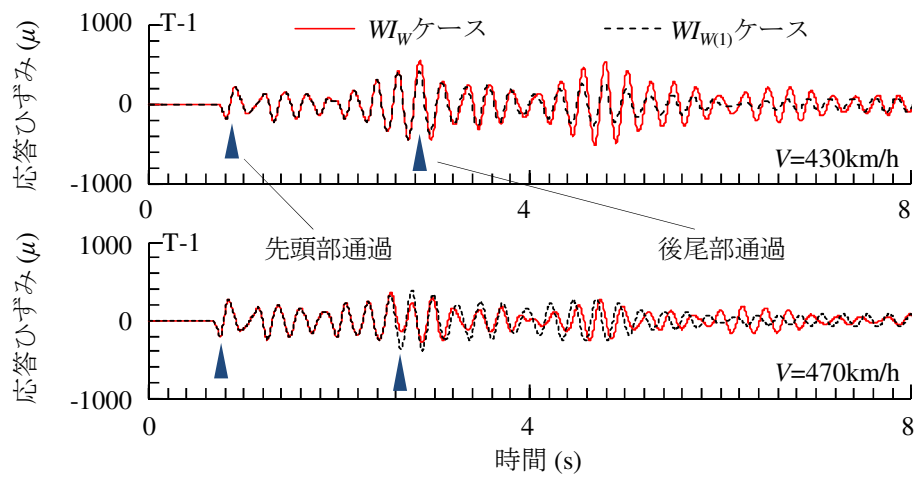 1000
T-1
WI_Wケース
WI_W(1)ケース
応答ひずみ (μ)
0
-1000
V=430km/h
0
4
8
先頭部通過
後尾部通過
1000
T-1
応答ひずみ (μ)
0
-1000
V=470km/h
0
4
8
時間 (s)